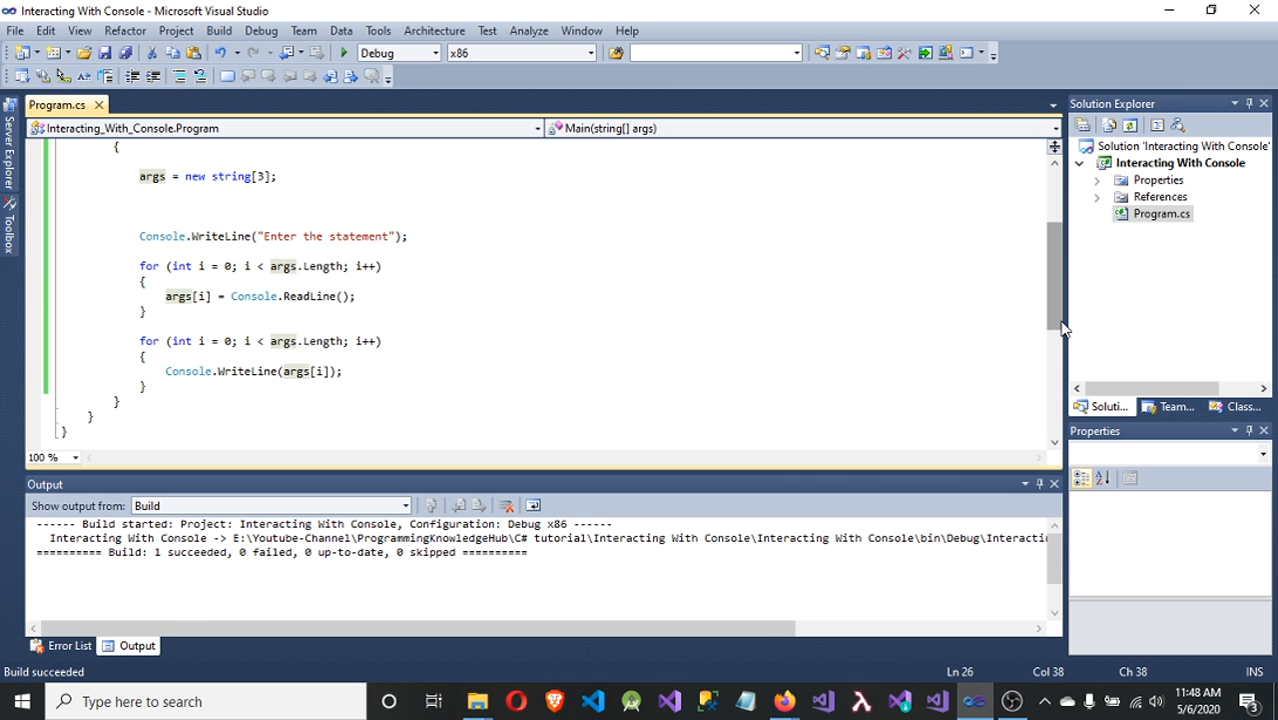 Interacting With Console - Microsoft Visual Studio
File Edit View Refactor Project Build Debug Team Data Tools Architecture Test Analyze Window Help
Debug x86
Program.cs
Interacting_With_Console.Program Main(string[] args)
Server Explorer
Toolbox
{
args = new string[3];
Console.WriteLine("Enter the statement");
for (int i = 0; i < args.Length; i++)
{
args[i] = Console.ReadLine();
}
for (int i = 0; i < args.Length; i++)
{
Console.WriteLine(args[i]);
}
}
}
}
100 %
Solution Explorer
Solution 'Interacting With Console'
Interacting With Console
Properties
References
Program.cs
Soluti... Team... Class...
Properties
Output
Show output from: Build
------ Build started: Project: Interacting With Console, Configuration: Debug x86 ------
Interacting With Console -> E:\Youtube-Channel\ProgrammingKnowledgeHub\C# tutorial\Interacting With Console\Interacting With Console\bin\Debug\Interacti
========== Build: 1 succeeded, 0 failed, 0 up-to-date, 0 skipped ==========
Error List Output
Build succeeded Ln 26 Col 38 Ch 38 INS
Type here to search
11:48 AM
5/6/2020
3